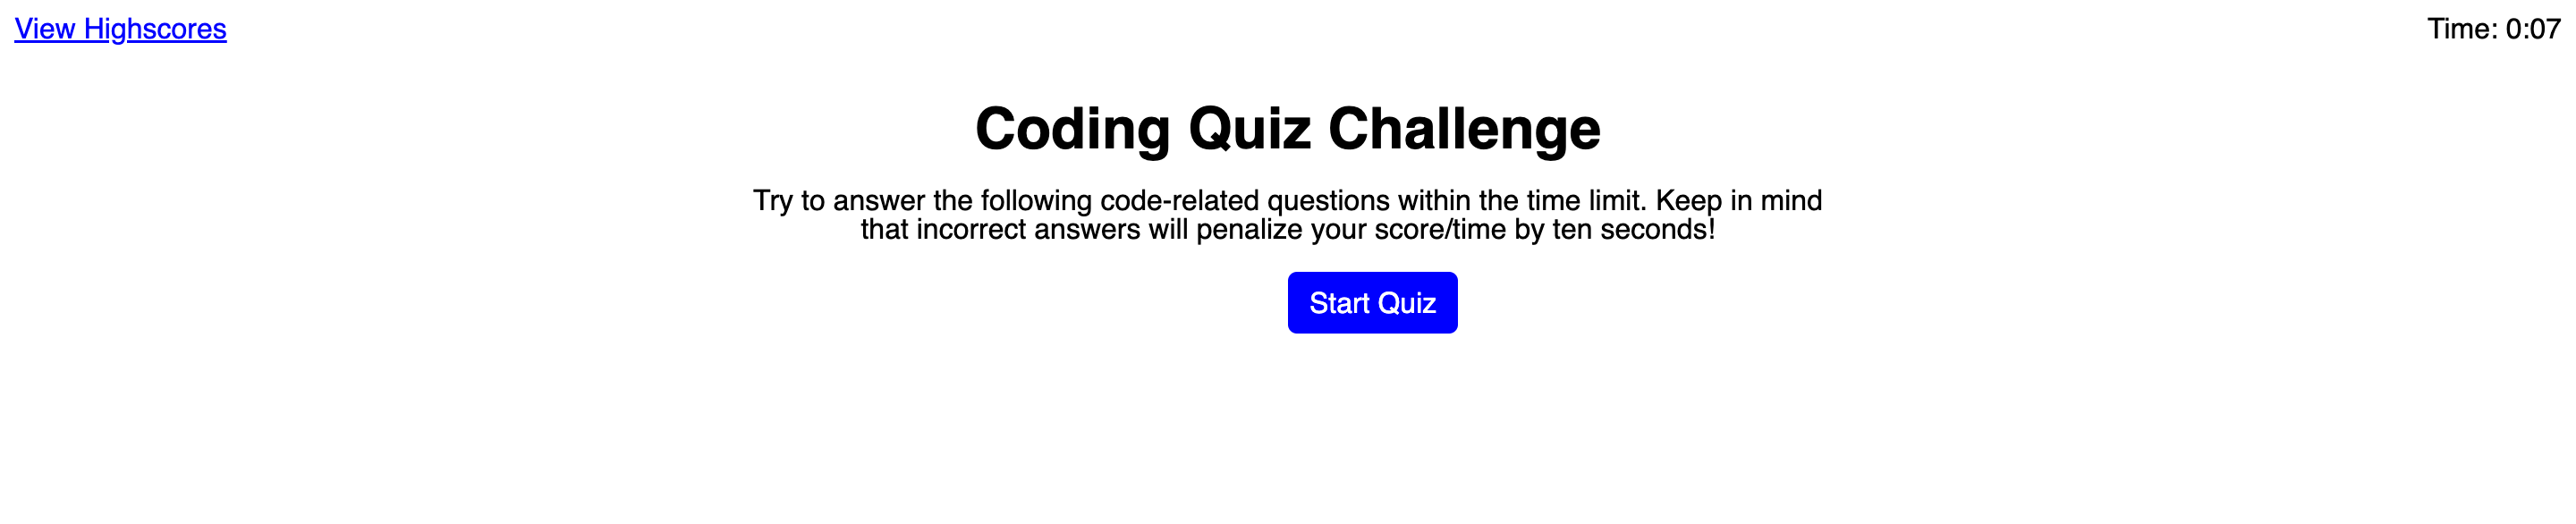 View Highscores
Time: 0:07
Coding Quiz Challenge
Try to answer the following code-related questions within the time limit. Keep in mind
that incorrect answers will penalize your score/time by ten seconds!
Start Quiz